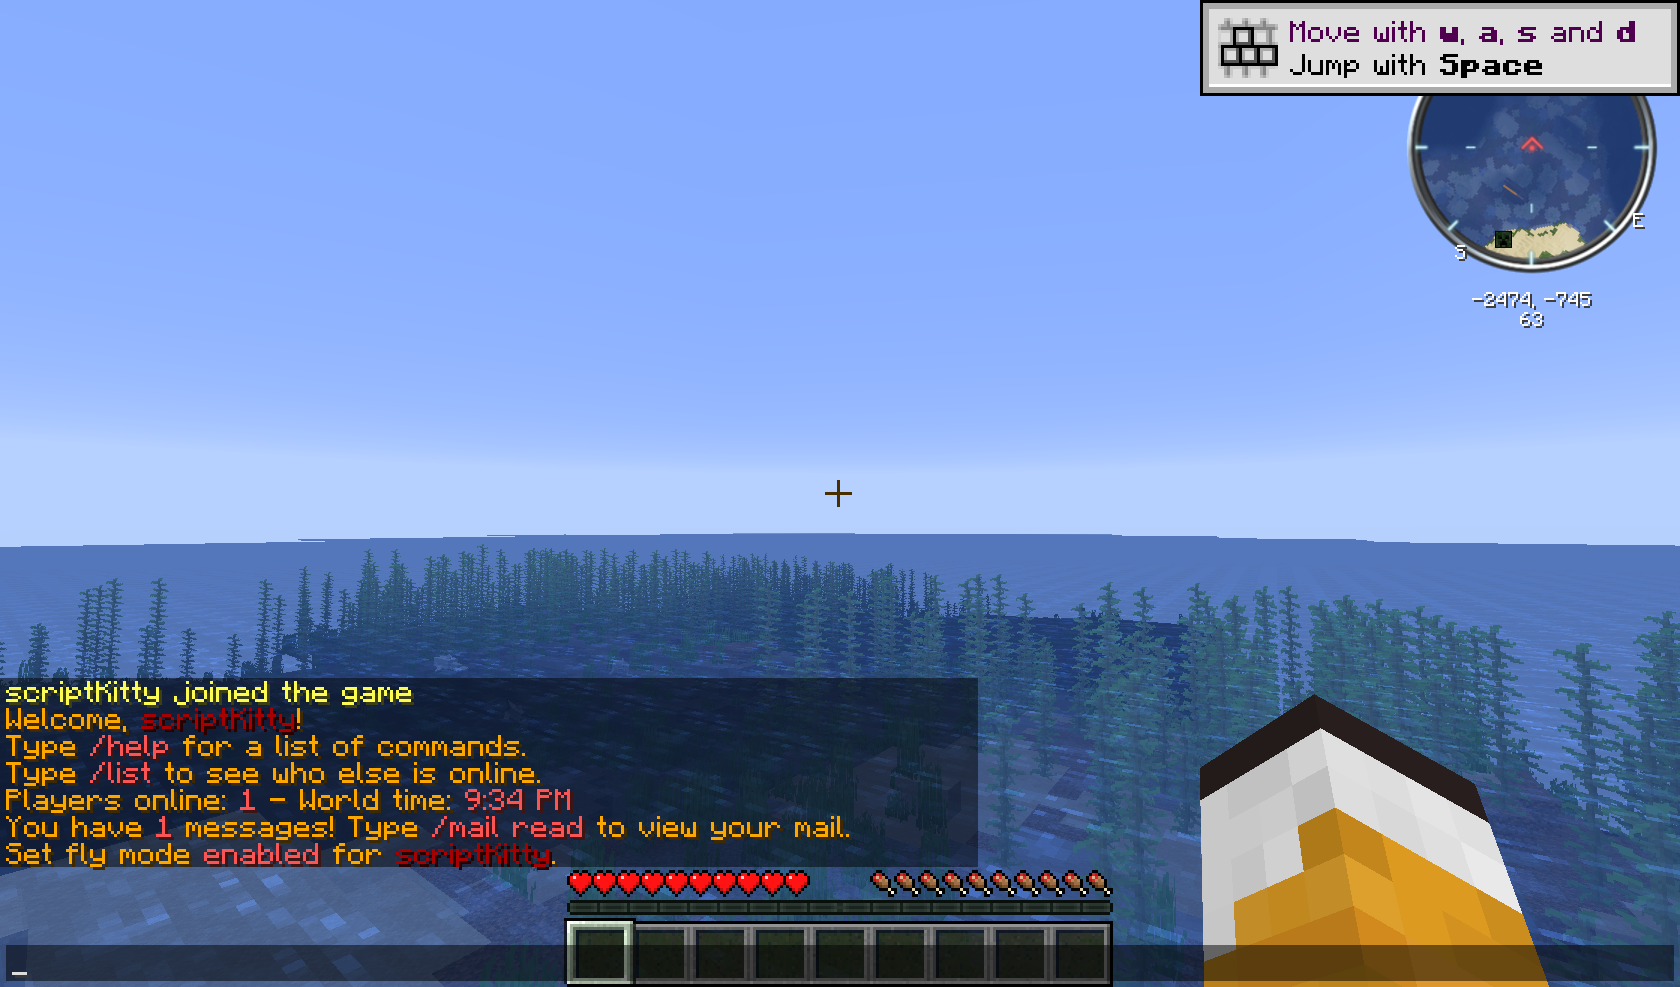 Move with w, a, s and d
Jump with Space
E
S
-2474, -745
63
scriptKitty joined the game
Welcome, scriptKitty!
Type /help for a list of commands.
Type /list to see who else is online.
Players online: 1 - World time: 9:34 PM
You have 1 messages! Type /mail read to view your mail.
Set fly mode enabled for scriptKitty.
_